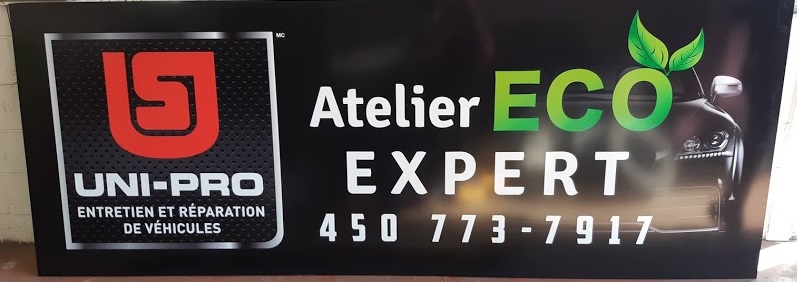 MC
UNI-PRO
ENTRETIEN ET RÉPARATION
DE VÉHICULES
Atelier ECO
EXPERT
450 773-7917